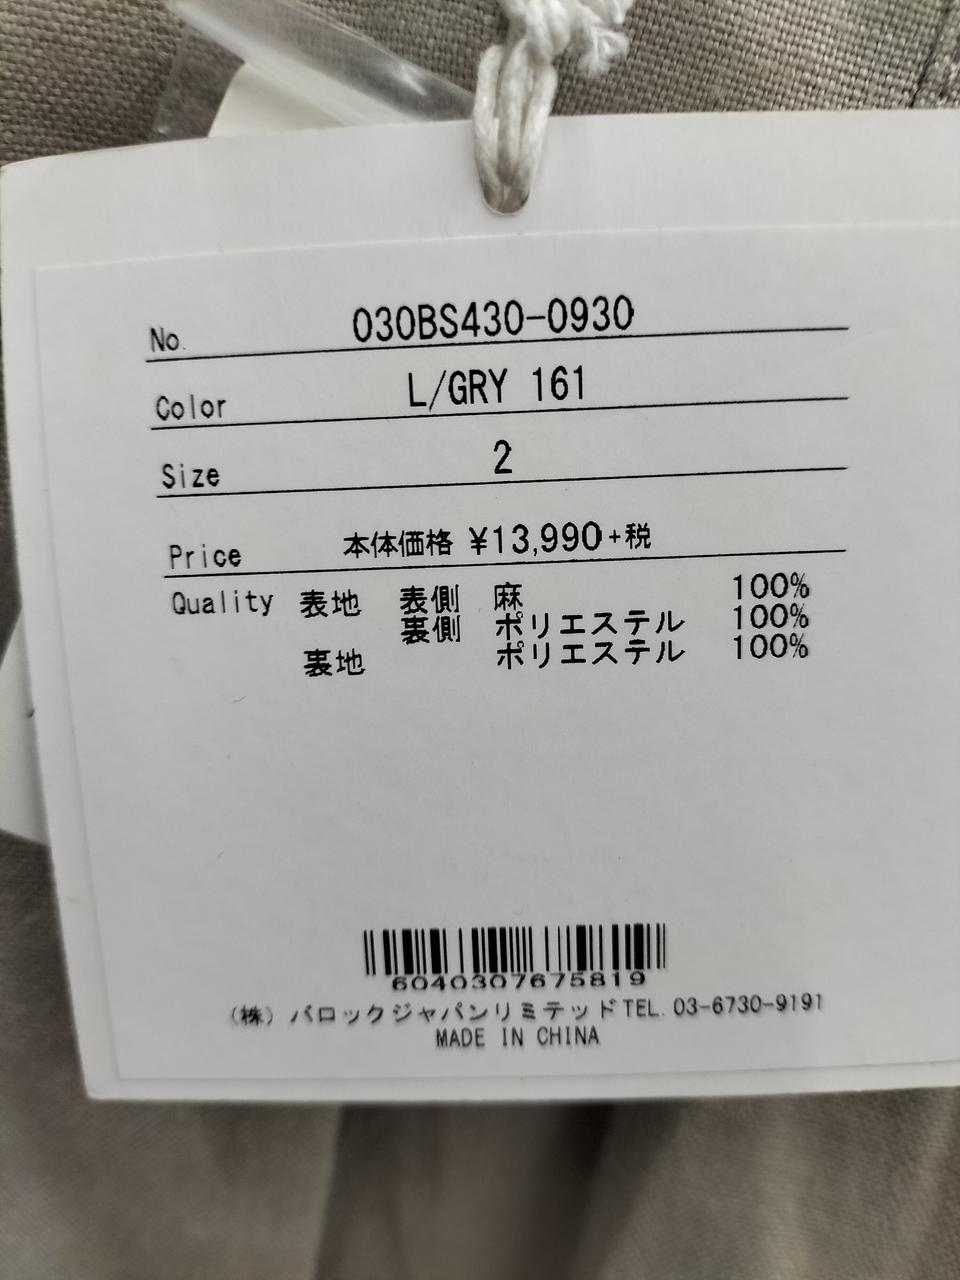 No. 030BS430-0930
Color L/GRY 161
Size 2
Price 本体価格 ¥13,990+税
Quality 表地 表側 麻 100%
裏側 ポリエステル 100%
裏地 ポリエステル 100%
6040307675819
(株) バロックジャパンリミテッドTEL. 03-6730-9191
MADE IN CHINA